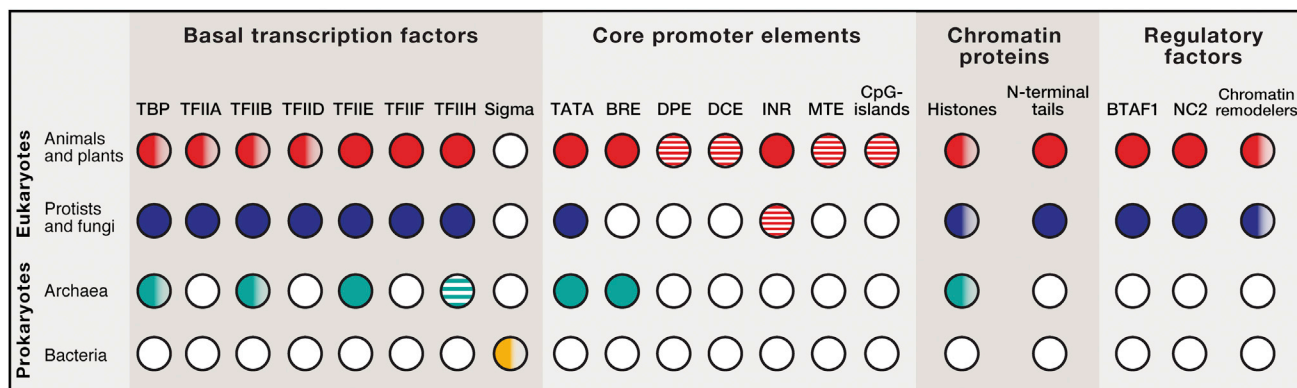 Basal transcription factors
Core promoter elements
Chromatin proteins
Regulatory factors
TBP TFIIA TFIIB TFIID TFIIE TFIIF TFIIH Sigma
TATA BRE DPE DCE INR MTE CpG-islands
Histones N-terminal tails
BTAF1 NC2 Chromatin remodelers
Eukaryotes
Animals and plants
Protists and fungi
Prokaryotes
Archaea
Bacteria